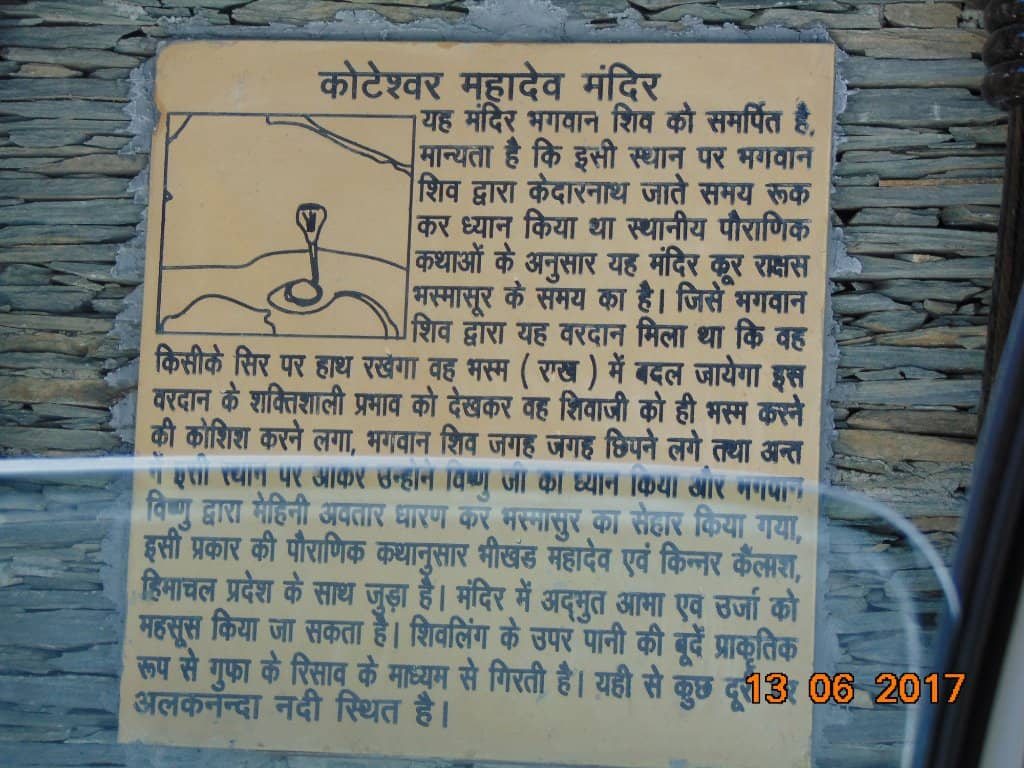 कोटेश्वर महादेव मंदिर
यह मंदिर भगवान शिव को समर्पित है,
मान्यता है कि इसी स्थान पर भगवान
शिव द्वारा केदारनाथ जाते समय रूक
कर ध्यान किया था स्थानीय पौराणिक
कथाओं के अनुसार यह मंदिर कूर राक्षस
भस्मासूर के समय का है। जिसे भगवान
शिव द्वारा यह वरदान मिला था कि वह
किसीके सिर पर हाथ रखेगा वह भस्म ( राख ) में बदल जायेगा इस
वरदान के शक्तिशाली प्रभाव को देखकर वह शिवाजी को ही भस्म करने
की कोशिश करने लगा, भगवान शिव जगह जगह छिपने लगे तथा अन्त
में इसी स्थान पर आकर उन्होने विष्णु जी का ध्यान किया और भगवान
विष्णु द्वारा मेहिनी अवतार धारण कर भस्मासुर का सेहार किया गया,
इसी प्रकार की पौराणिक कथानुसार भीखंड महादेव एवं किन्नर कैलाश,
हिमाचल प्रदेश के साथ जुड़ा है। मंदिर में अद्भुत आभा एव उर्जा को
महसूस किया जा सकता है। शिवलिंग के उपर पानी की बूदें प्राकृतिक
रूप से गुफा के रिसाव के माध्यम से गिरती है। यही से कुछ
अलकनन्दा नदी स्थित है।
13 06 2017